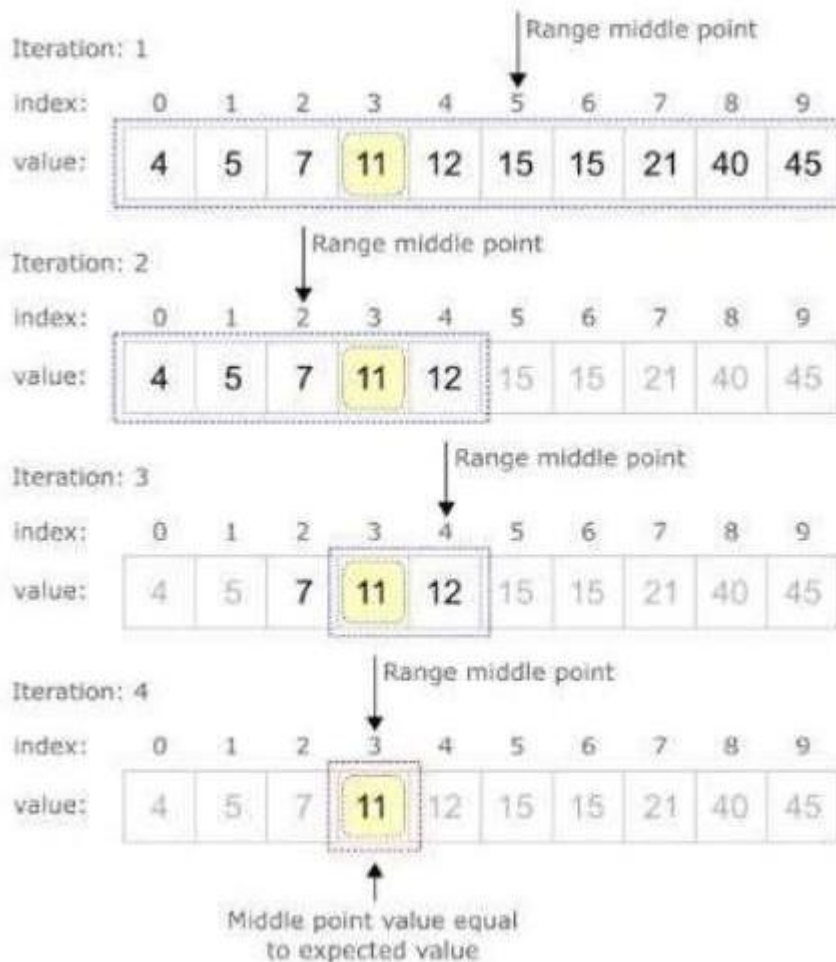 Range middle point
Iteration: 1
index: 0 1 2 3 4 5 6 7 8 9
value: 4 5 7 11 12 15 15 21 40 45
Range middle point
Iteration: 2
index: 0 1 2 3 4 5 6 7 8 9
value: 4 5 7 11 12 15 15 21 40 45
Range middle point
Iteration: 3
index: 0 1 2 3 4 5 6 7 8 9
value: 4 5 7 11 12 15 15 21 40 45
Range middle point
Iteration: 4
index: 0 1 2 3 4 5 6 7 8 9
value: 4 5 7 11 12 15 15 21 40 45
Middle point value equal
to expected value